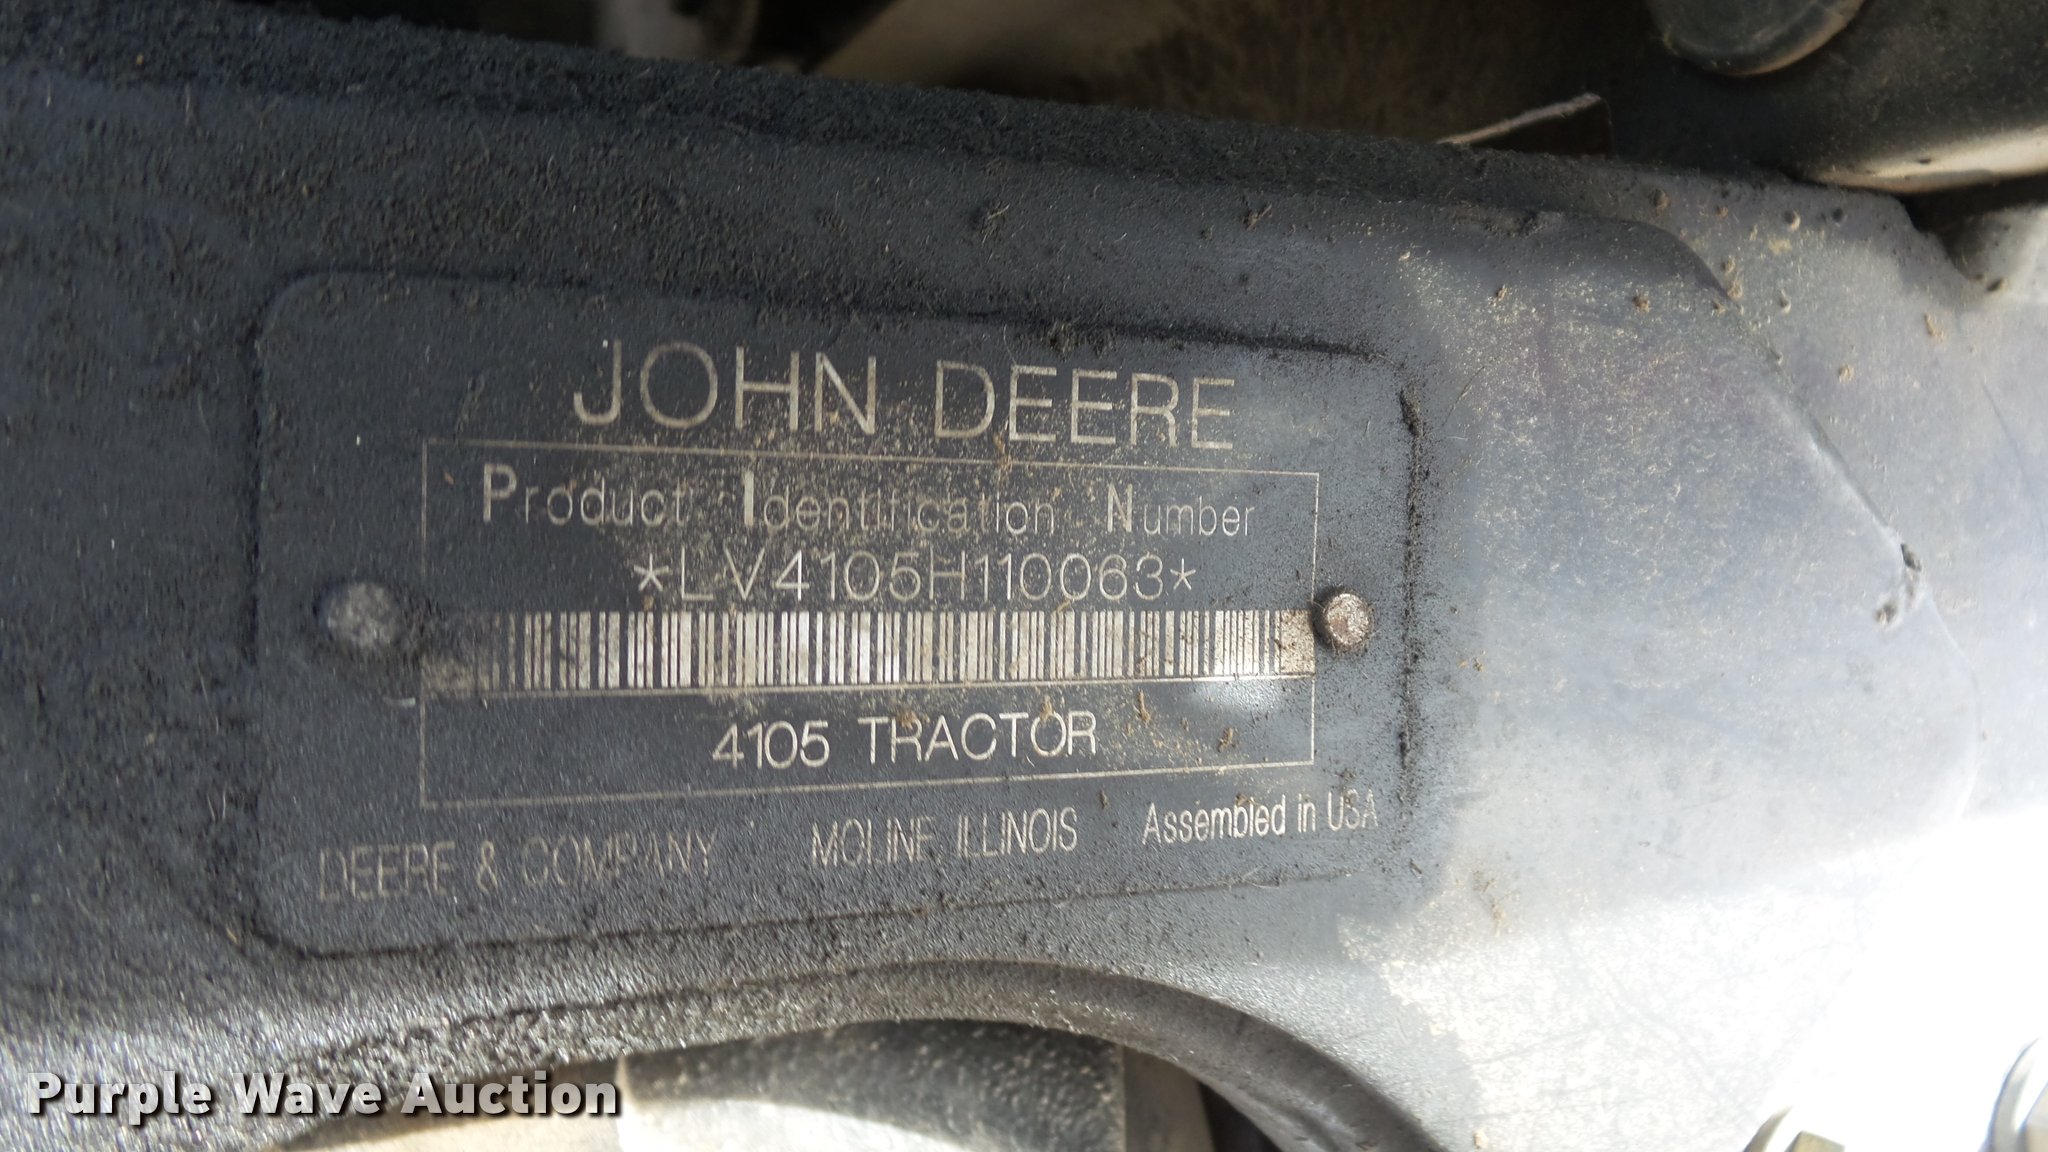 JOHN DEERE
Product Identification Number
*LV4105H110063*
4105 TRACTOR
DEERE & COMPANY MOLINE, ILLINOIS Assembled in USA
Purple Wave Auction